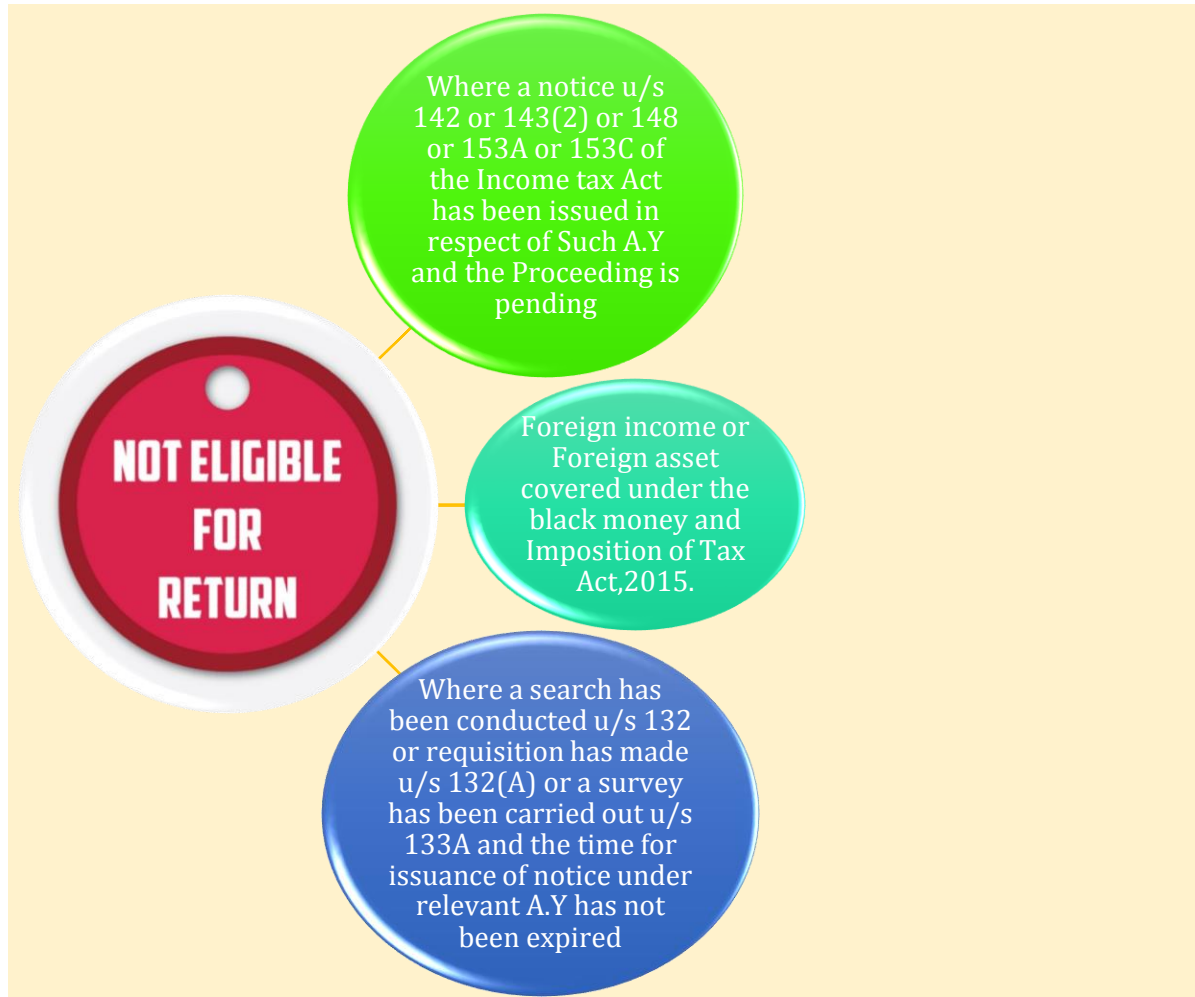 NOT ELIGIBLE
FOR
RETURN
Where a notice u/s
142 or 143(2) or 148
or 153A or 153C of
the Income tax Act
has been issued in
respect of Such A.Y
and the Proceeding is
pending
Foreign income or
Foreign asset
covered under the
black money and
Imposition of Tax
Act,2015.
Where a search has
been conducted u/s 132
or requisition has made
u/s 132(A) or a survey
has been carried out u/s
133A and the time for
issuance of notice under
relevant A.Y has not
been expired